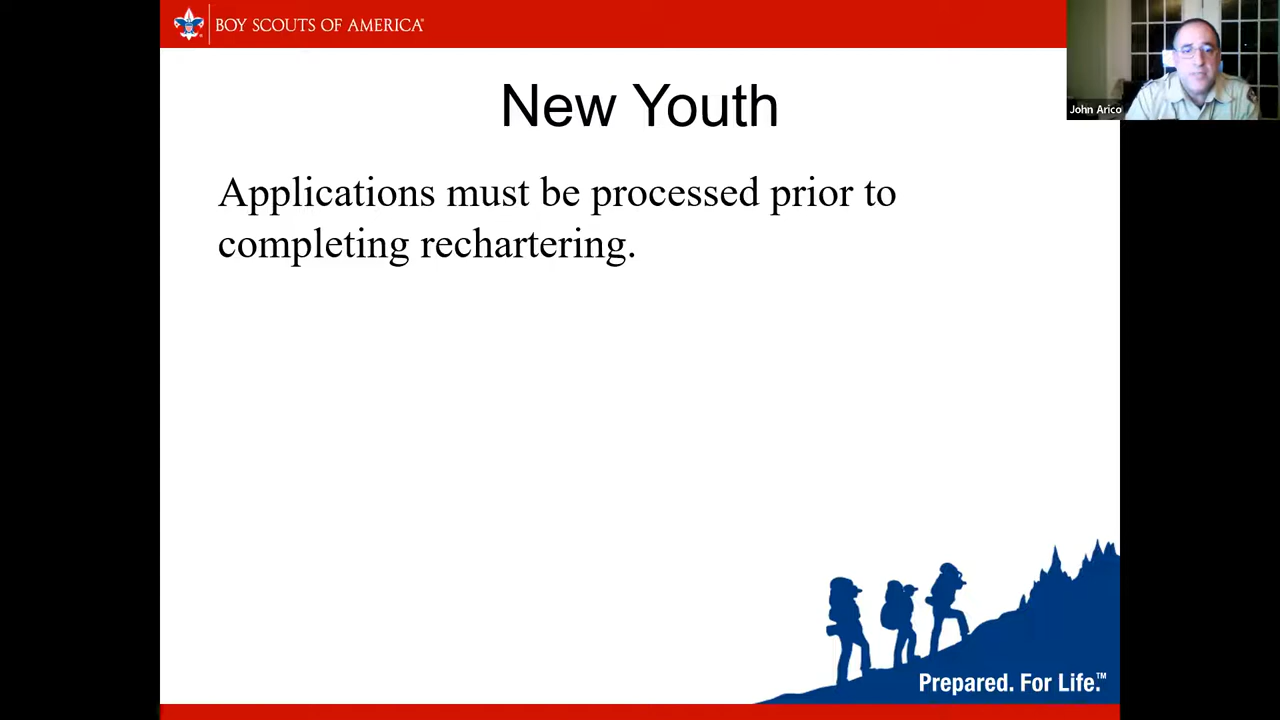 BOY SCOUTS OF AMERICA®
John Arico
New Youth
Applications must be processed prior to
completing rechartering.
Prepared. For Life.™